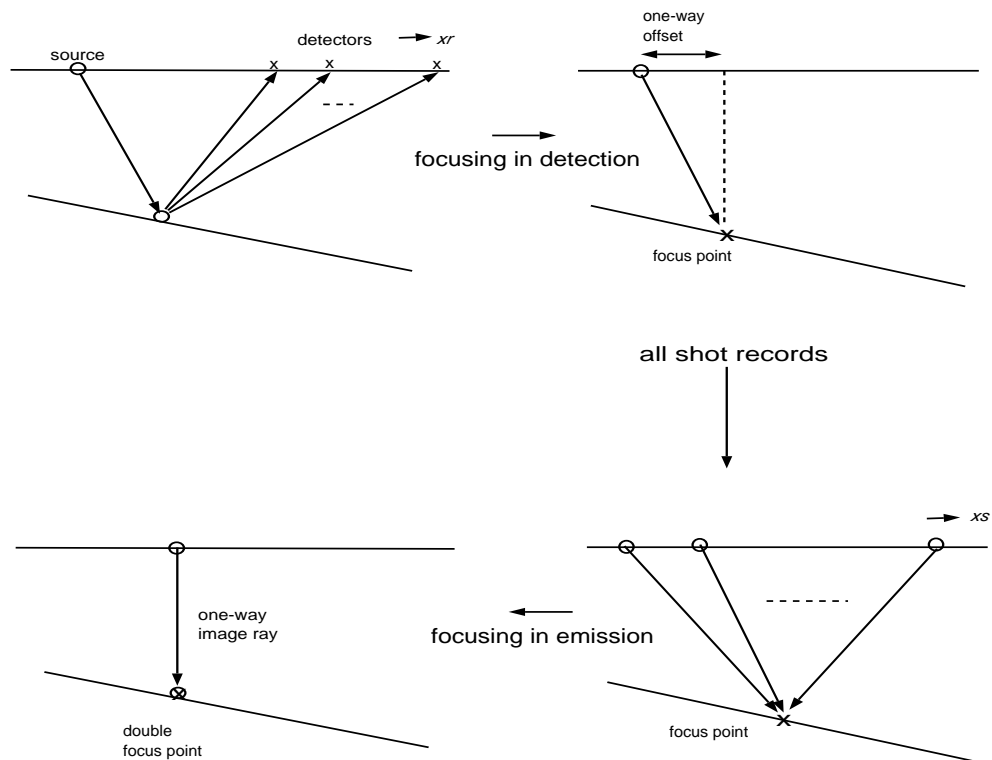 source
detectors
xr
x
x
x
focusing in detection
one-way
offset
x
focus point
all shot records
xs
x
focus point
focusing in emission
one-way
image ray
x
double
focus point